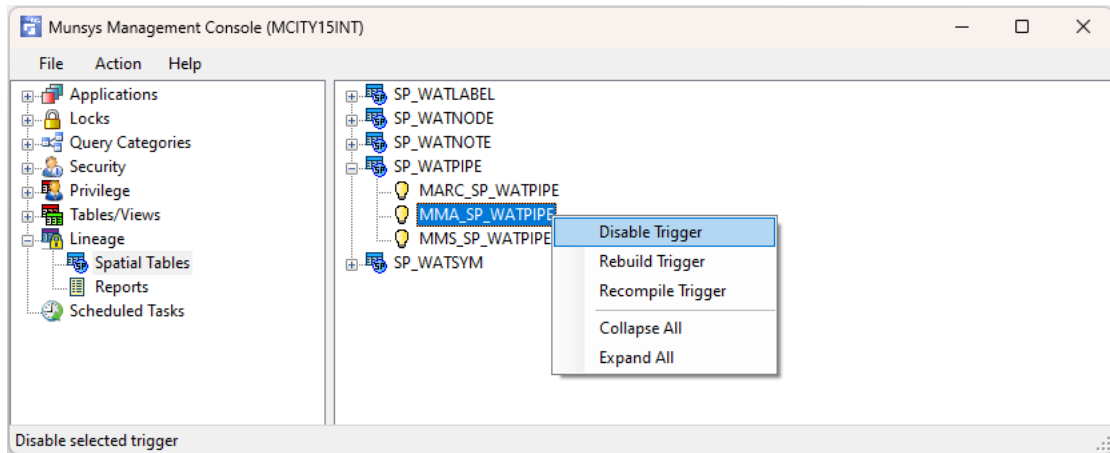 Munsys Management Console (MCITY15INT)
File Action Help
Applications
Locks
Query Categories
Security
Privilege
Tables/Views
Lineage
Spatial Tables
Reports
Scheduled Tasks
SP_WATLABEL
SP_WATNODE
SP_WATNOTE
SP_WATPIPE
MARC_SP_WATPIPE
MMA_SP_WATPIPE
MMS_SP_WATPIPE
SP_WATSYM
Disable Trigger
Rebuild Trigger
Recompile Trigger
Collapse All
Expand All
Disable selected trigger